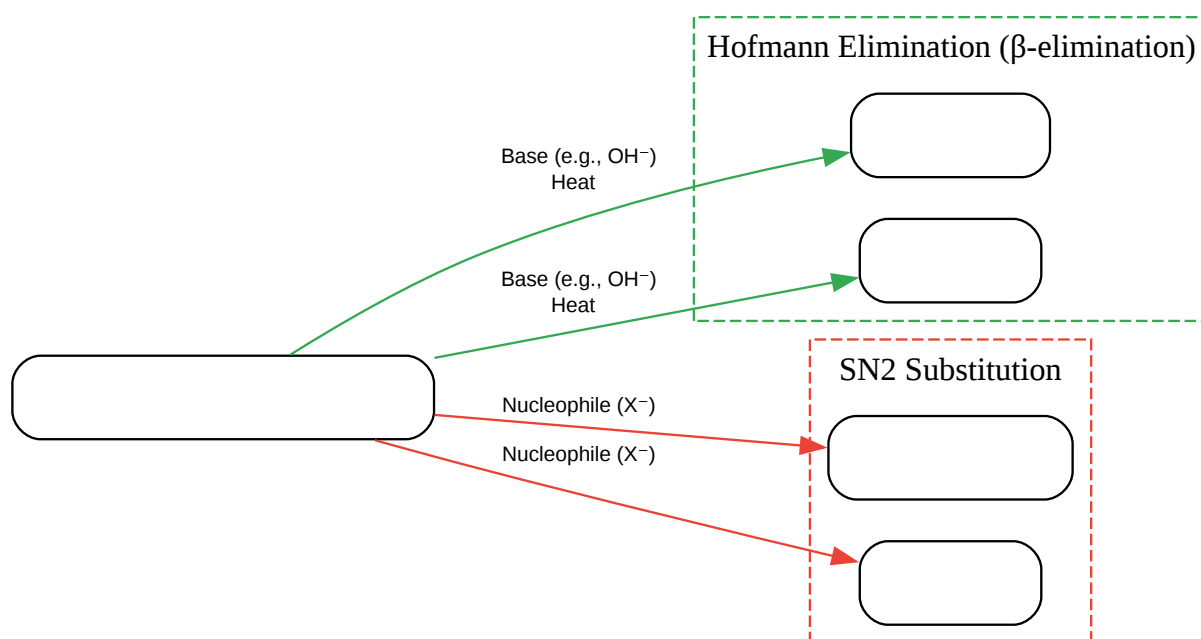 Hofmann Elimination (β-elimination)
Base (e.g., OH⁻)
Heat
Base (e.g., OH⁻)
Heat
SN2 Substitution
Nucleophile (X⁻)
Nucleophile (X⁻)